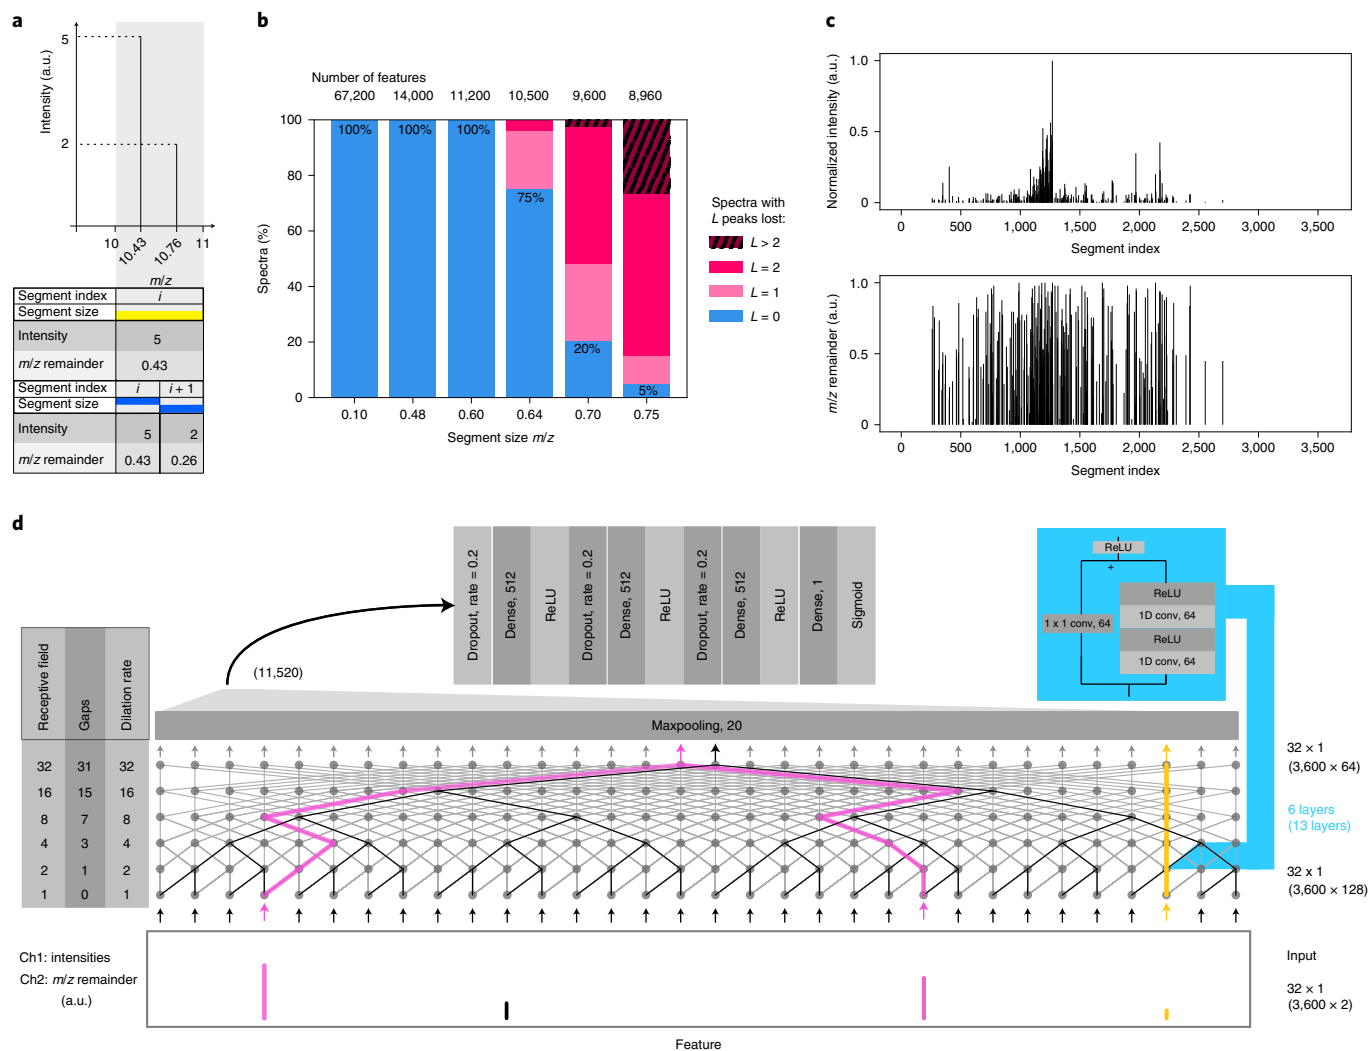 a
Intensity (a.u.)
5
2
10
10.43
10.76
11
m/z
Segment index i
Segment size
Intensity 5
m/z remainder 0.43
Segment index i i + 1
Segment size
Intensity 5 2
m/z remainder 0.43 0.26
b
Number of features
67,200 14,000 11,200 10,500 9,600 8,960
Spectra (%)
100
80
60
40
20
0
100% 100% 100%
75%
20%
5%
0.10 0.48 0.60 0.64 0.70 0.75
Segment size m/z
Spectra with
L peaks lost:
L > 2
L = 2
L = 1
L = 0
c
Normalized intensity (a.u.)
1.0
0.5
0
0 500 1,000 1,500 2,000 2,500 3,000 3,500
Segment index
m/z remainder (a.u.)
1.0
0.5
0
0 500 1,000 1,500 2,000 2,500 3,000 3,500
Segment index
d
Dropout, rate = 0.2
Dense, 512
ReLU
Dropout, rate = 0.2
Dense, 512
ReLU
Dropout, rate = 0.2
Dense, 512
ReLU
Dense, 1
Sigmoid
ReLU
+
ReLU
1D conv, 64
ReLU
1D conv, 64
1 x 1 conv, 64
(11,520)
Receptive field
Gaps
Dilation rate
Maxpooling, 20
32 31 32
16 15 16
8 7 8
4 3 4
2 1 2
1 0 1
32 × 1
(3,600 × 64)
6 layers
(13 layers)
32 x 1
(3,600 × 128)
Ch1: intensities
Ch2: m/z remainder
(a.u.)
Input
32 × 1
(3,600 × 2)
Feature